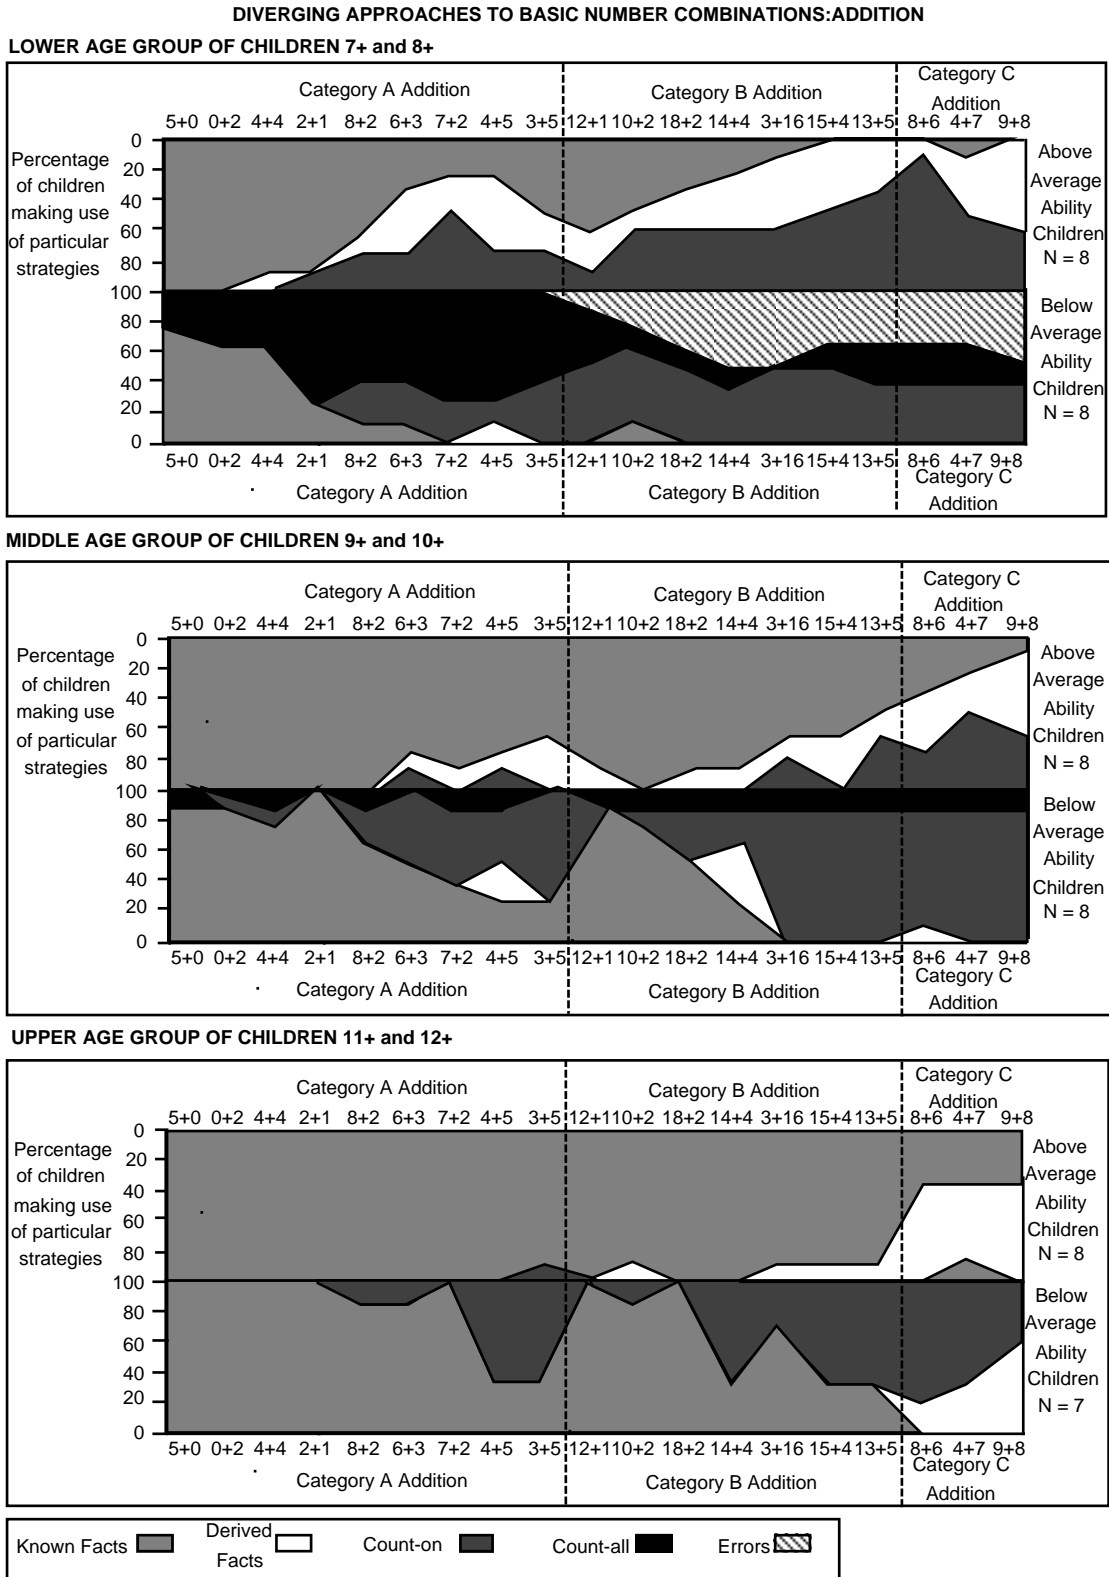 DIVERGING APPROACHES TO BASIC NUMBER COMBINATIONS:ADDITION
LOWER AGE GROUP OF CHILDREN 7+ and 8+
Category A Addition
Category B Addition
Category C
Addition
5+0 0+2 4+4 2+1 8+2 6+3 7+2 4+5 3+5 12+1 10+2 18+2 14+4 3+16 15+4 13+5 8+6 4+7 9+8
Percentage
of children
making use
of particular
strategies
0
20
40
60
80
100
80
60
40
20
0
Above
Average
Ability
Children
N = 8
Below
Average
Ability
Children
N = 8
5+0 0+2 4+4 2+1 8+2 6+3 7+2 4+5 3+5 12+1 10+2 18+2 14+4 3+16 15+4 13+5 8+6 4+7 9+8
Category A Addition
Category B Addition
Category C
Addition
MIDDLE AGE GROUP OF CHILDREN 9+ and 10+
Category A Addition
Category B Addition
Category C
Addition
5+0 0+2 4+4 2+1 8+2 6+3 7+2 4+5 3+5 12+1 10+2 18+2 14+4 3+16 15+4 13+5 8+6 4+7 9+8
Percentage
of children
making use
of particular
strategies
0
20
40
60
80
100
80
60
40
20
0
Above
Average
Ability
Children
N = 8
Below
Average
Ability
Children
N = 8
5+0 0+2 4+4 2+1 8+2 6+3 7+2 4+5 3+5 12+1 10+2 18+2 14+4 3+16 15+4 13+5 8+6 4+7 9+8
Category A Addition
Category B Addition
Category C
Addition
UPPER AGE GROUP OF CHILDREN 11+ and 12+
Category A Addition
Category B Addition
Category C
Addition
5+0 0+2 4+4 2+1 8+2 6+3 7+2 4+5 3+5 12+1 10+2 18+2 14+4 3+16 15+4 13+5 8+6 4+7 9+8
Percentage
of children
making use
of particular
strategies
0
20
40
60
80
100
80
60
40
20
0
Above
Average
Ability
Children
N = 8
Below
Average
Ability
Children
N = 7
5+0 0+2 4+4 2+1 8+2 6+3 7+2 4+5 3+5 12+1 10+2 18+2 14+4 3+16 15+4 13+5 8+6 4+7 9+8
Category A Addition
Category B Addition
Category C
Addition
Known Facts
Derived
Facts
Count-on
Count-all
Errors